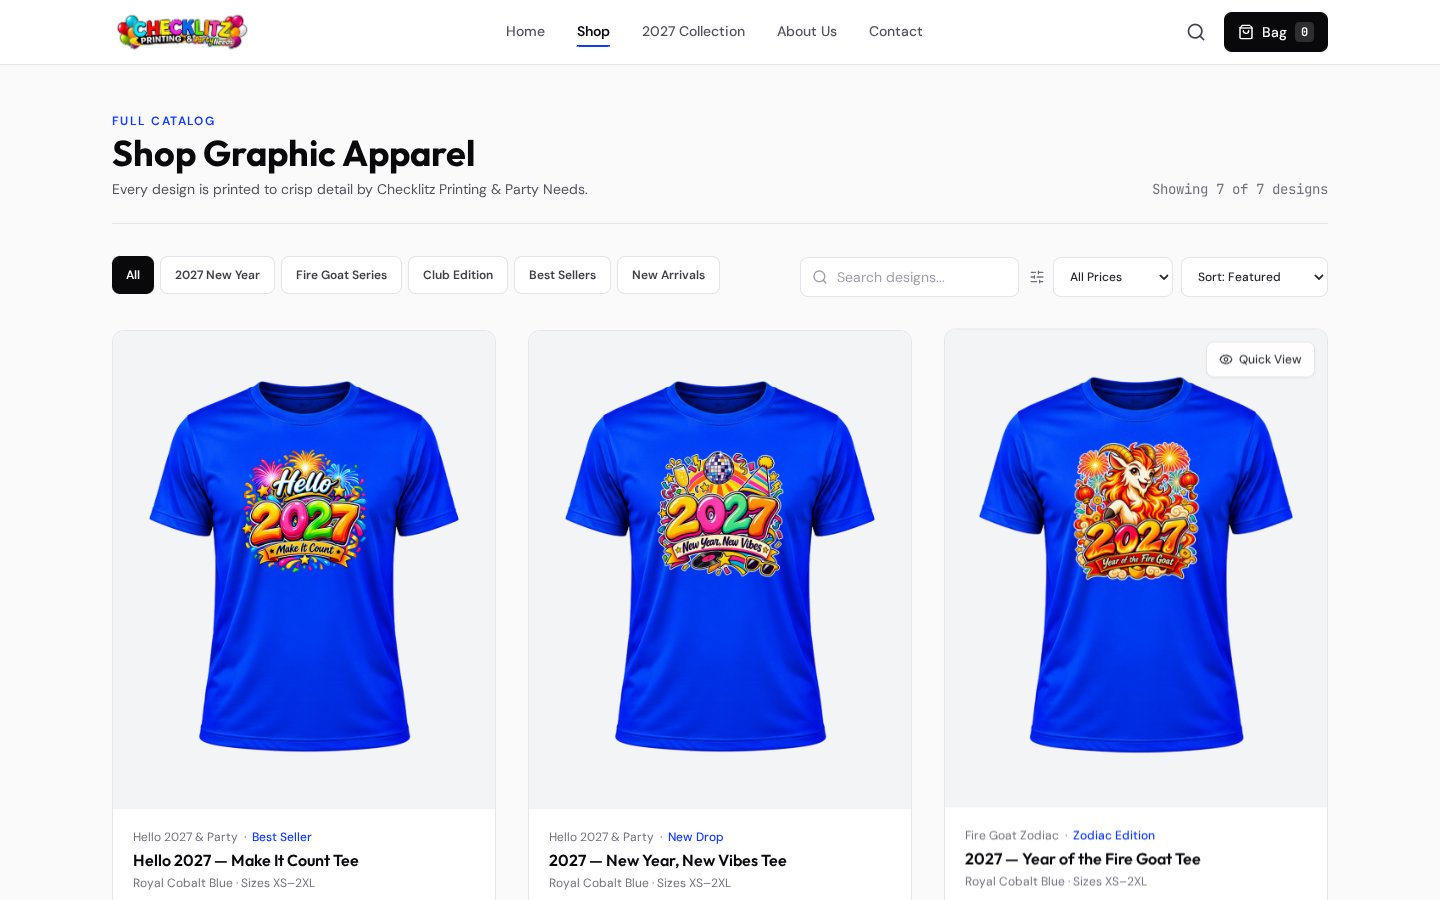 CHECKLITZ
PRINTING & Party Needs
Home
Shop
2027 Collection
About Us
Contact
Bag 0
FULL CATALOG
Shop Graphic Apparel
Every design is printed to crisp detail by Checklitz Printing & Party Needs.
Showing 7 of 7 designs
All
2027 New Year
Fire Goat Series
Club Edition
Best Sellers
New Arrivals
Search designs...
All Prices
Sort: Featured
Hello
2027
Make It Count
2027
New Year, New Vibes
Quick View
2027
Year of the Fire Goat
Hello 2027 & Party · Best Seller
Hello 2027 — Make It Count Tee
Royal Cobalt Blue · Sizes XS–2XL
Hello 2027 & Party · New Drop
2027 — New Year, New Vibes Tee
Royal Cobalt Blue · Sizes XS–2XL
Fire Goat Zodiac · Zodiac Edition
2027 — Year of the Fire Goat Tee
Royal Cobalt Blue · Sizes XS–2XL